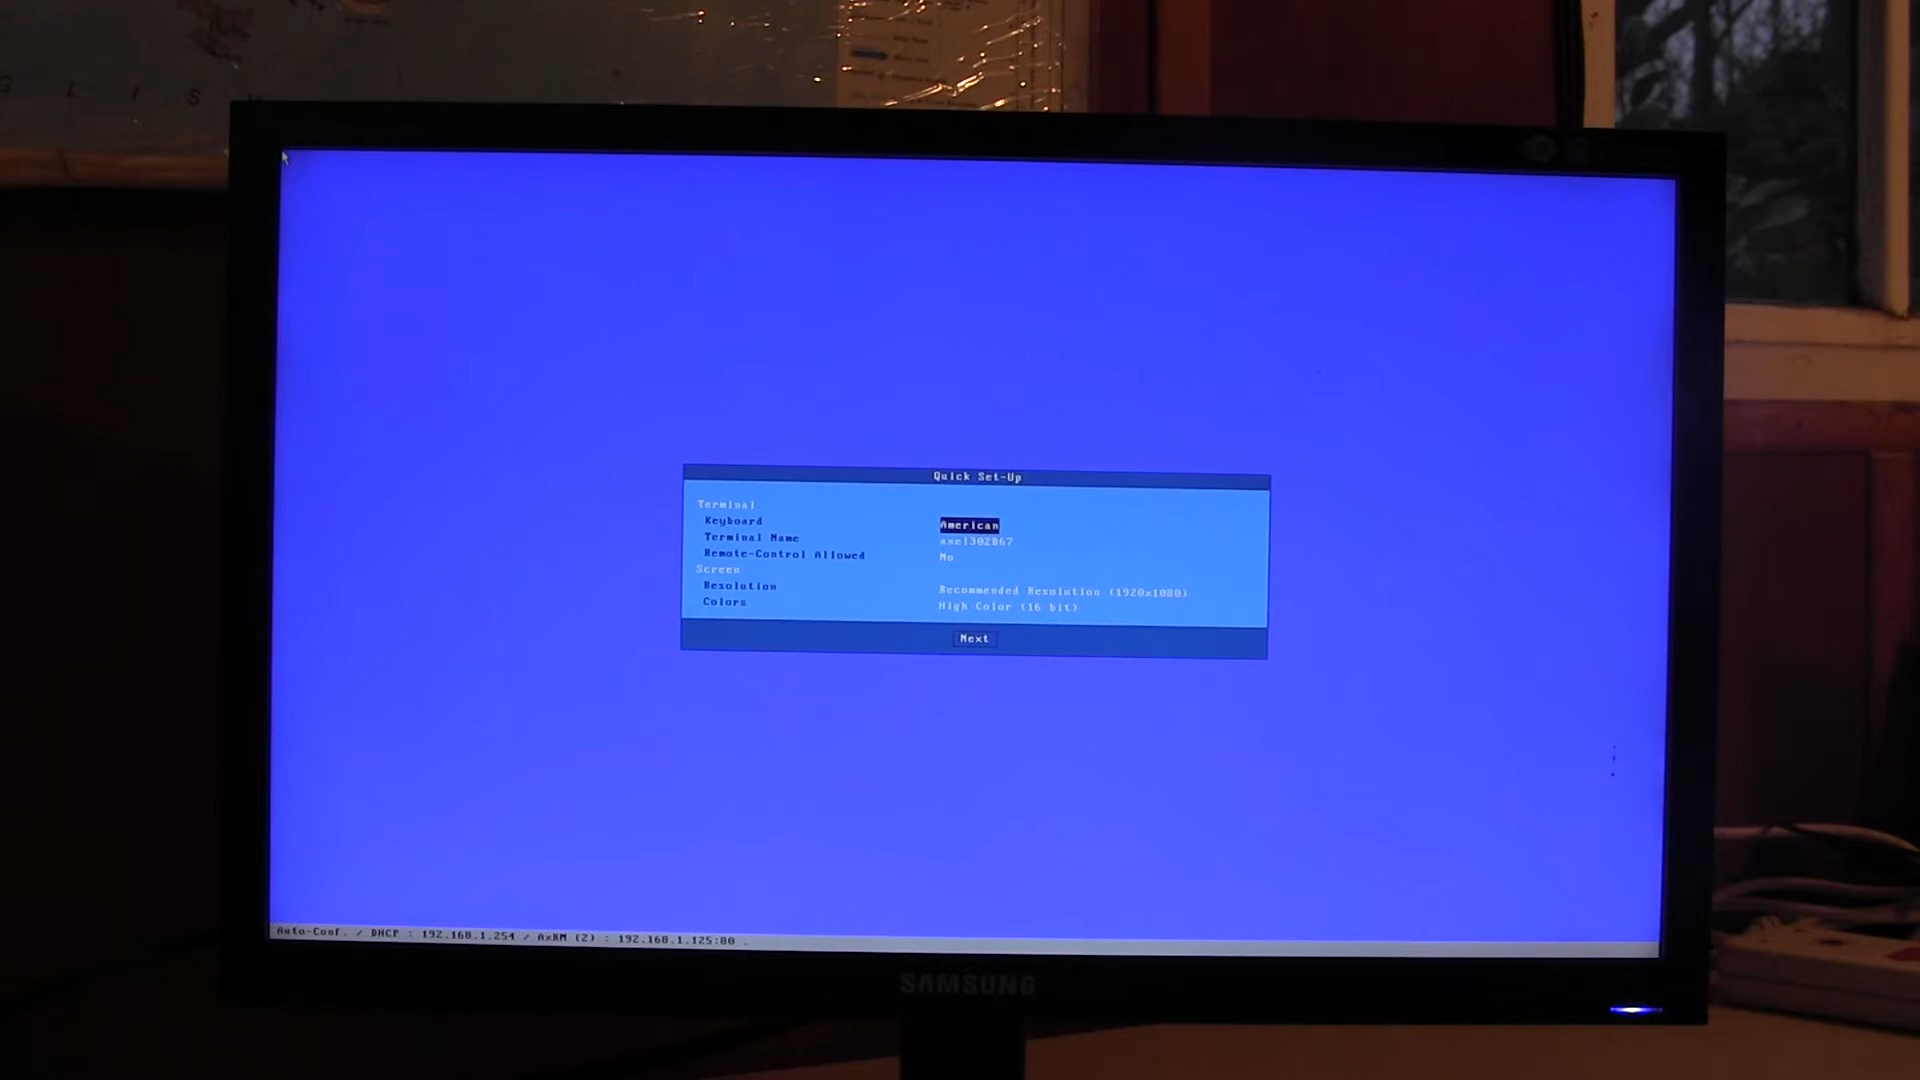 G L I S
Quick Set-Up
Terminal
Keyboard American
Terminal Name axel302B67
Remote-Control Allowed No
Screen
Resolution Recommended Resolution (1920x1080)
Colors High Color (16 bit)
Next
Auto-Conf. / DHCP : 192.168.1.254 / AxRM (2) : 192.168.1.125:80 .
SAMSUNG